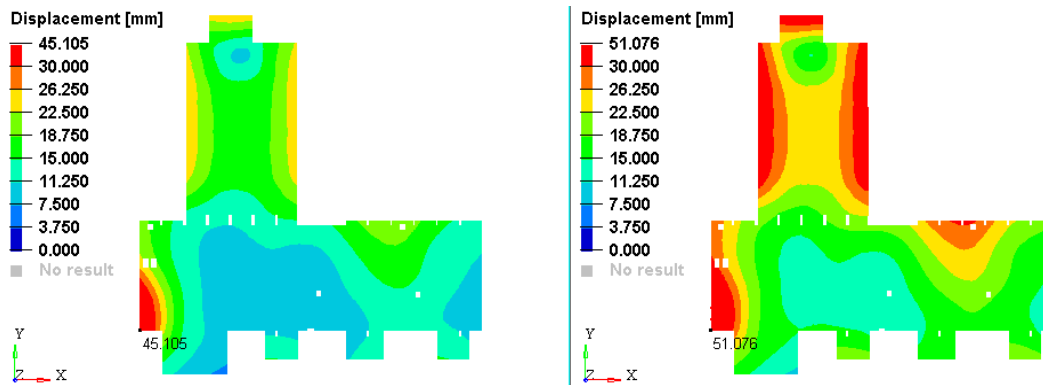 Displacement [mm]
45.105
30.000
26.250
22.500
18.750
15.000
11.250
7.500
3.750
0.000
No result
45.105
Y
Z X
Displacement [mm]
51.076
30.000
26.250
22.500
18.750
15.000
11.250
7.500
3.750
0.000
No result
51.076
Y
Z X